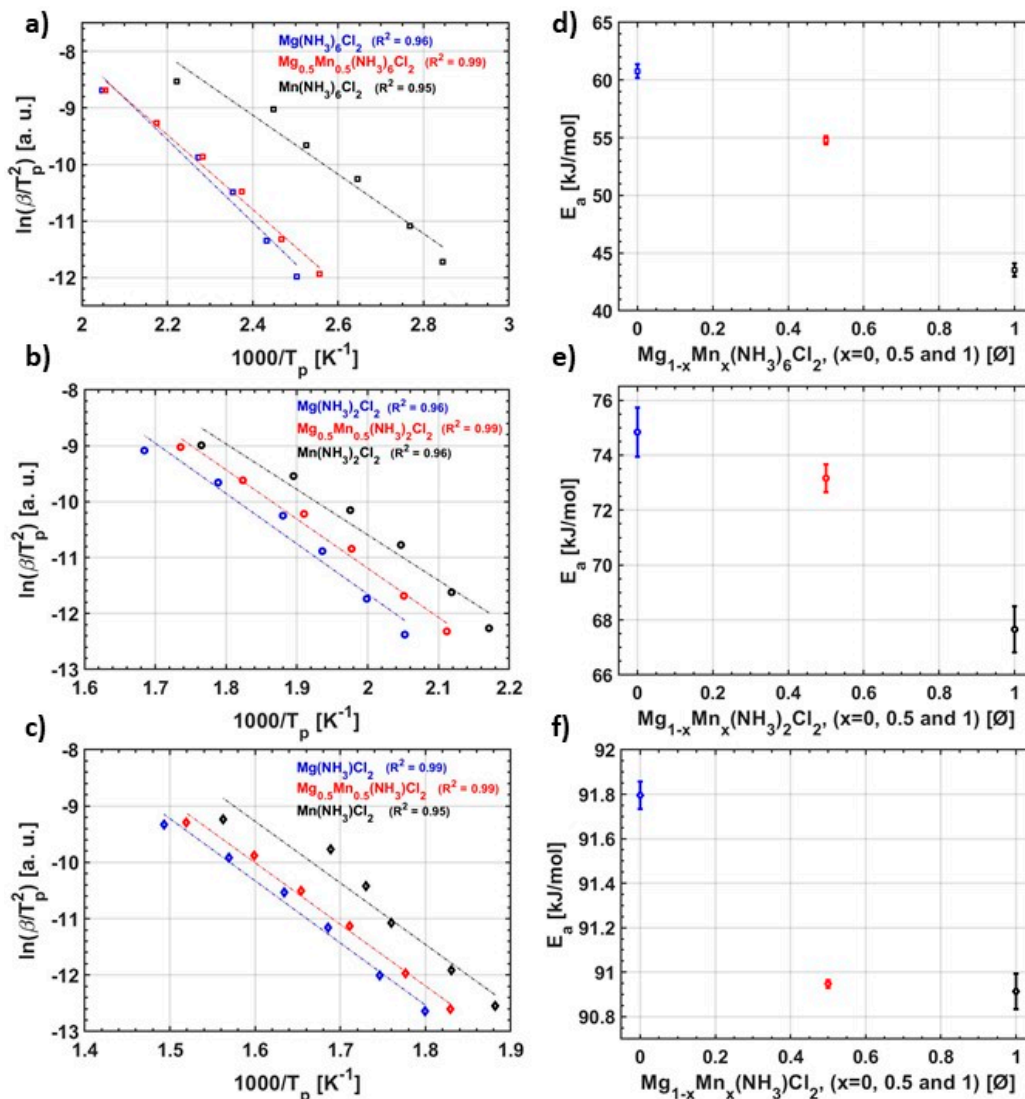 a)
Mg(NH₃)₆Cl₂ (R² = 0.96)
Mg₀.₅Mn₀.₅(NH₃)₆Cl₂ (R² = 0.99)
Mn(NH₃)₆Cl₂ (R² = 0.95)
-8
-9
-10
-11
-12
ln(β/Tₚ²) [a. u.]
2 2.2 2.4 2.6 2.8 3
1000/Tₚ [K⁻¹]
d)
65
60
55
50
45
40
Eₐ [kJ/mol]
0 0.2 0.4 0.6 0.8 1
Mg₁₋ₓMnₓ(NH₃)₆Cl₂, (x=0, 0.5 and 1) [Ø]
b)
Mg(NH₃)₂Cl₂ (R² = 0.96)
Mg₀.₅Mn₀.₅(NH₃)₂Cl₂ (R² = 0.99)
Mn(NH₃)₂Cl₂ (R² = 0.96)
-8
-9
-10
-11
-12
-13
ln(β/Tₚ²) [a. u.]
1.6 1.7 1.8 1.9 2 2.1 2.2
1000/Tₚ [K⁻¹]
e)
76
74
72
70
68
66
Eₐ [kJ/mol]
0 0.2 0.4 0.6 0.8 1
Mg₁₋ₓMnₓ(NH₃)₂Cl₂, (x=0, 0.5 and 1) [Ø]
c)
Mg(NH₃)Cl₂ (R² = 0.99)
Mg₀.₅Mn₀.₅(NH₃)Cl₂ (R² = 0.99)
Mn(NH₃)Cl₂ (R² = 0.95)
-8
-9
-10
-11
-12
-13
ln(β/Tₚ²) [a. u.]
1.4 1.5 1.6 1.7 1.8 1.9
1000/Tₚ [K⁻¹]
f)
92
91.8
91.6
91.4
91.2
91
90.8
Eₐ [kJ/mol]
0 0.2 0.4 0.6 0.8 1
Mg₁₋ₓMnₓ(NH₃)Cl₂, (x=0, 0.5 and 1) [Ø]